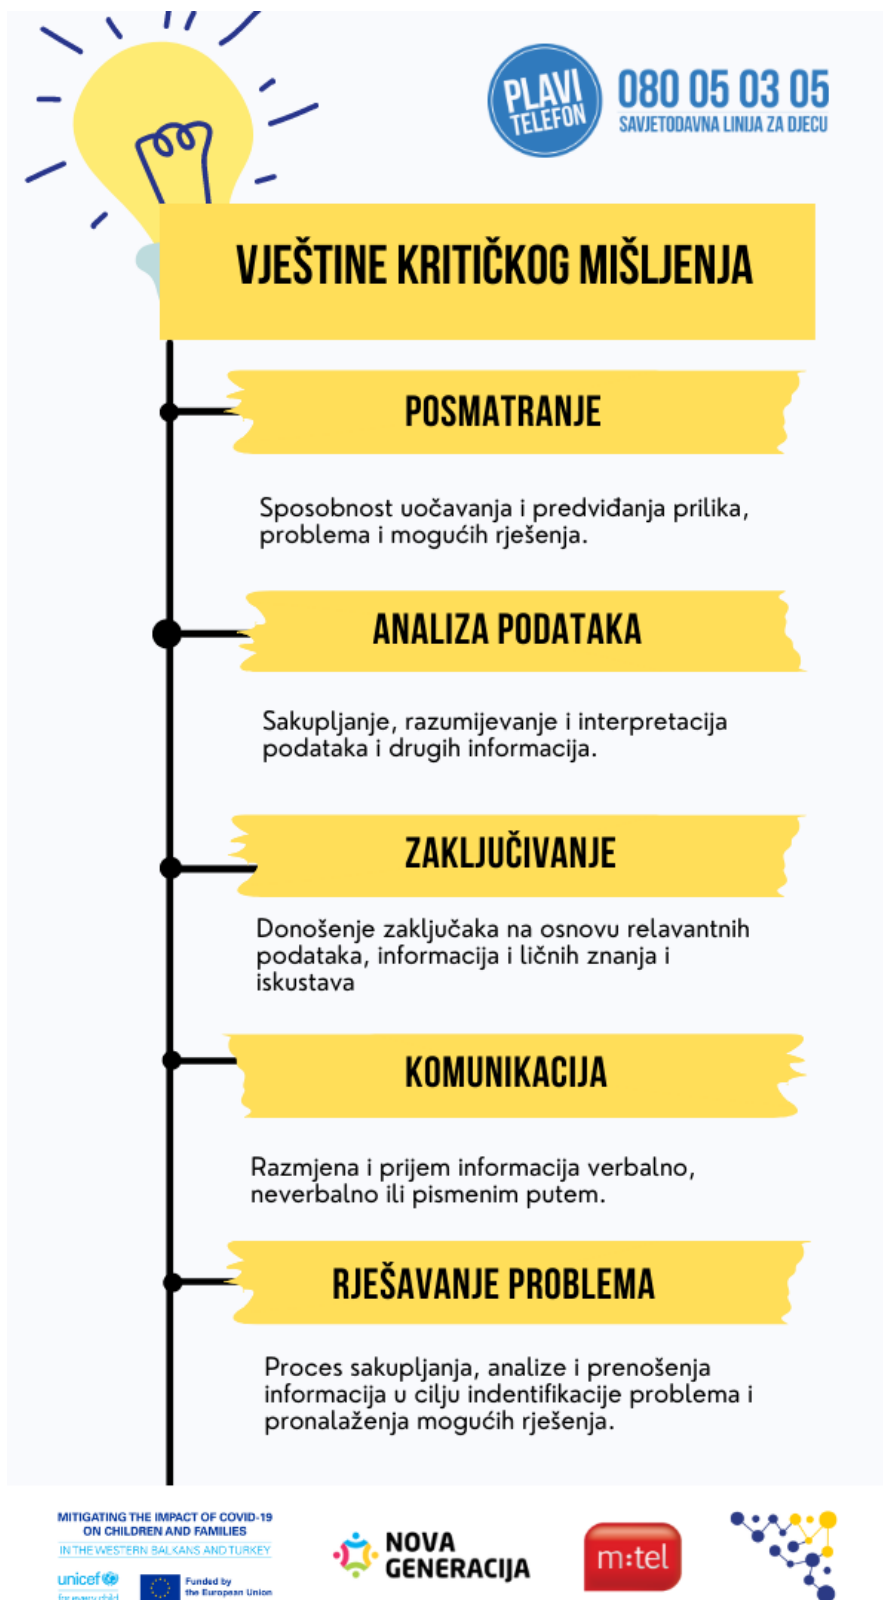 PLAVI
TELEFON
080 05 03 05
SAVJETODAVNA LINIJA ZA DJECU
VJEŠTINE KRITIČKOG MIŠLJENJA
POSMATRANJE
Sposobnost uočavanja i predviđanja prilika,
problema i mogućih rješenja.
ANALIZA PODATAKA
Sakupljanje, razumijevanje i interpretacija
podataka i drugih informacija.
ZAKLJUČIVANJE
Donošenje zaključaka na osnovu relavantnih
podataka, informacija i ličnih znanja i
iskustava
KOMUNIKACIJA
Razmjena i prijem informacija verbalno,
neverbalno ili pismenim putem.
RJEŠAVANJE PROBLEMA
Proces sakupljanja, analize i prenošenja
informacija u cilju indentifikacije problema i
pronalaženja mogućih rješenja.
MITIGATING THE IMPACT OF COVID-19
ON CHILDREN AND FAMILIES
IN THE WESTERN BALKANS AND TURKEY
unicef
for every child
Funded by
the European Union
NOVA
GENERACIJA
m:tel